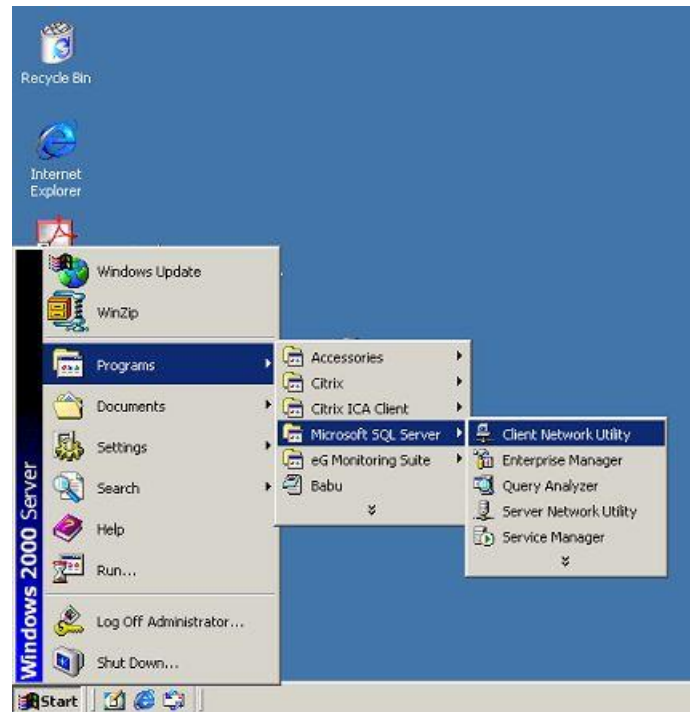 Recycle Bin
Internet
Explorer
Windows Update
WinZip
Programs
Documents
Settings
Search
Help
Run...
Log Off Administrator...
Shut Down...
Windows 2000 Server
Accessories
Citrix
Citrix ICA Client
Microsoft SQL Server
eG Monitoring Suite
Babu
Client Network Utility
Enterprise Manager
Query Analyzer
Server Network Utility
Service Manager
Start